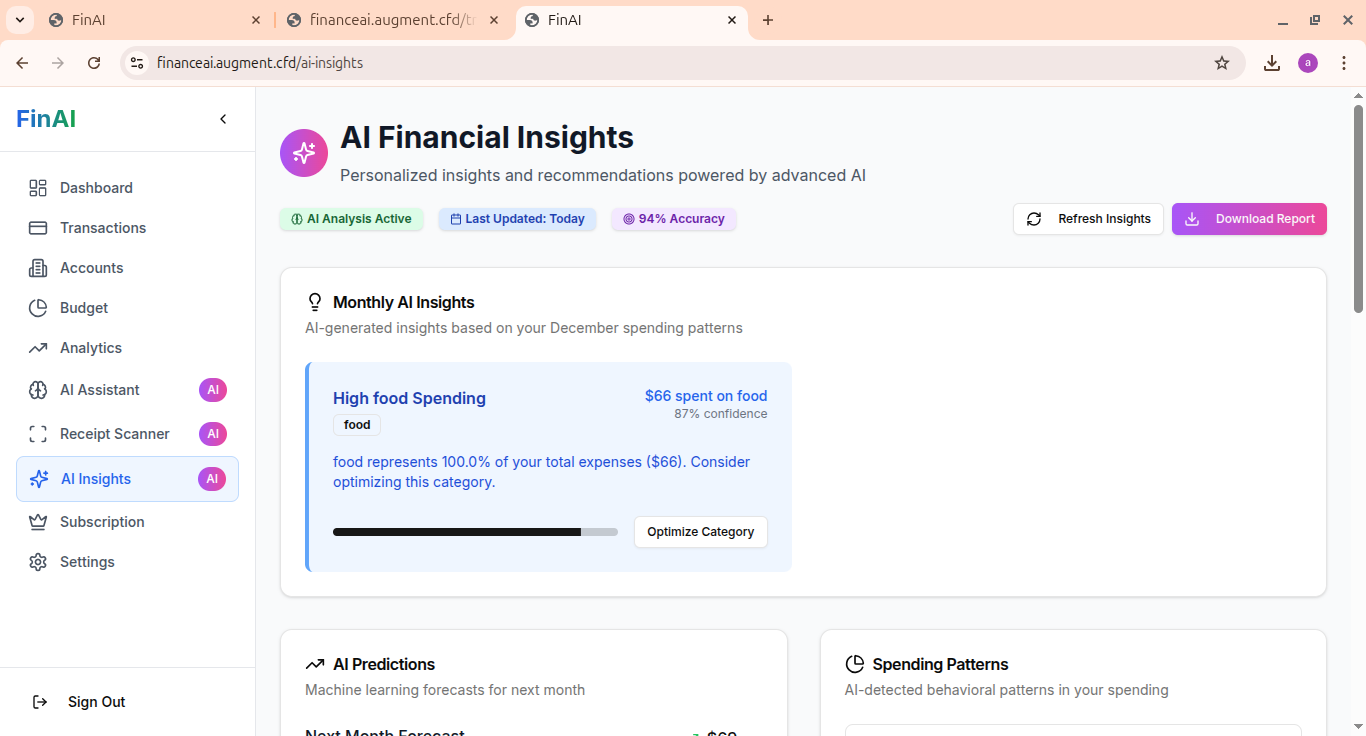 FinAI
financeai.augment.cfd/tr
FinAI
financeai.augment.cfd/ai-insights
a
FinAI
Dashboard
Transactions
Accounts
Budget
Analytics
AI Assistant AI
Receipt Scanner AI
AI Insights AI
Subscription
Settings
Sign Out
AI Financial Insights
Personalized insights and recommendations powered by advanced AI
AI Analysis Active
Last Updated: Today
94% Accuracy
Refresh Insights
Download Report
Monthly AI Insights
AI-generated insights based on your December spending patterns
High food Spending
food
$66 spent on food
87% confidence
food represents 100.0% of your total expenses ($66). Consider
optimizing this category.
Optimize Category
AI Predictions
Machine learning forecasts for next month
Next Month Forecast
$69
Spending Patterns
AI-detected behavioral patterns in your spending